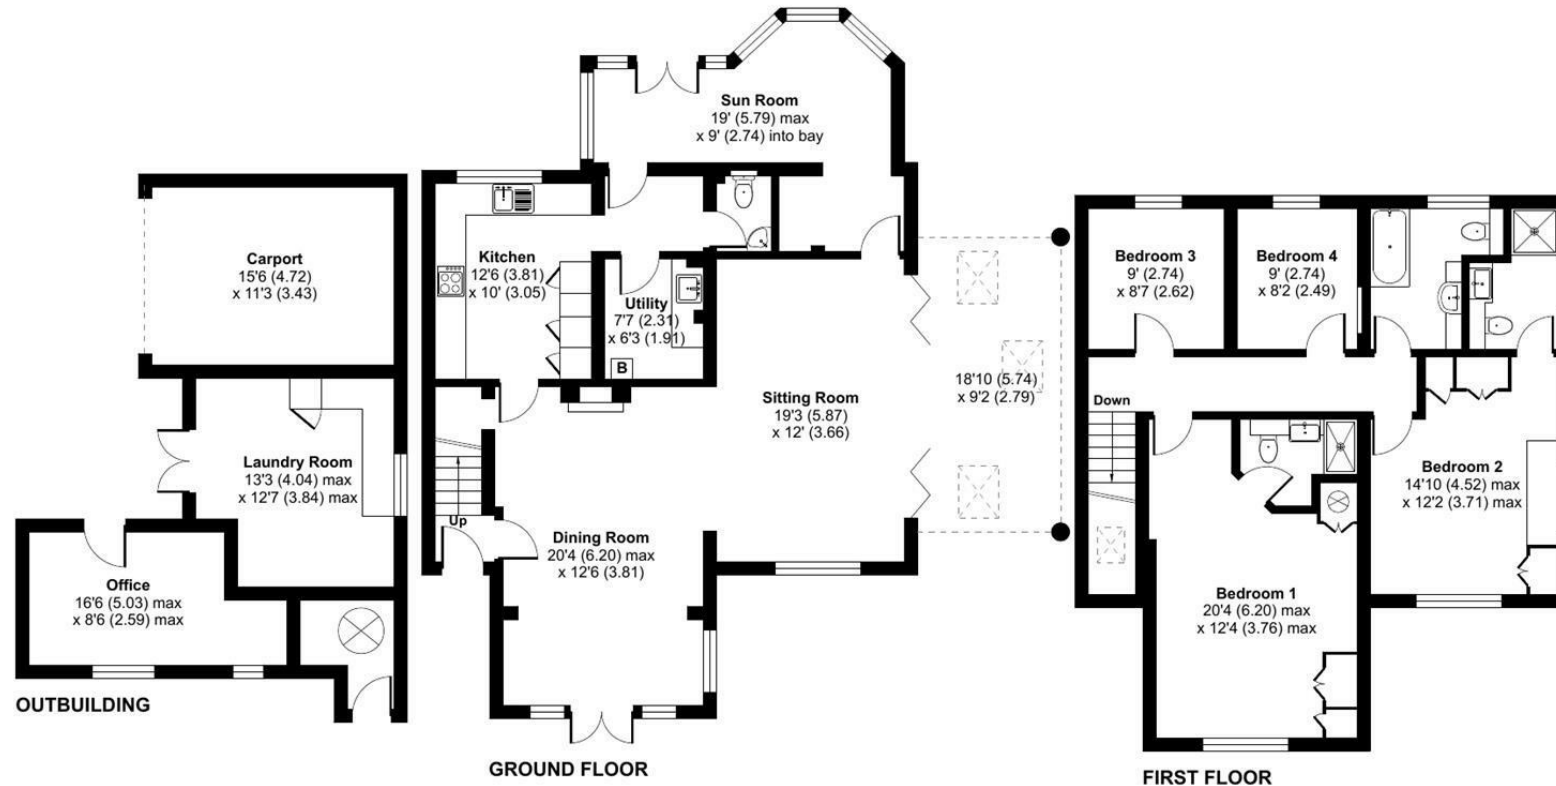 Sun Room
19' (5.79) max
x 9' (2.74) into bay
Carport
15'6 (4.72)
x 11'3 (3.43)
Kitchen
12'6 (3.81)
x 10' (3.05)
Utility
7'7 (2.31)
x 6'3 (1.91)
B
Sitting Room
19'3 (5.87)
x 12' (3.66)
18'10 (5.74)
x 9'2 (2.79)
Laundry Room
13'3 (4.04) max
x 12'7 (3.84) max
Up
Dining Room
20'4 (6.20) max
x 12'6 (3.81)
Office
16'6 (5.03) max
x 8'6 (2.59) max
OUTBUILDING
GROUND FLOOR
Bedroom 3
9' (2.74)
x 8'7 (2.62)
Bedroom 4
9' (2.74)
x 8'2 (2.49)
Down
Bedroom 2
14'10 (4.52) max
x 12'2 (3.71) max
Bedroom 1
20'4 (6.20) max
x 12'4 (3.76) max
FIRST FLOOR